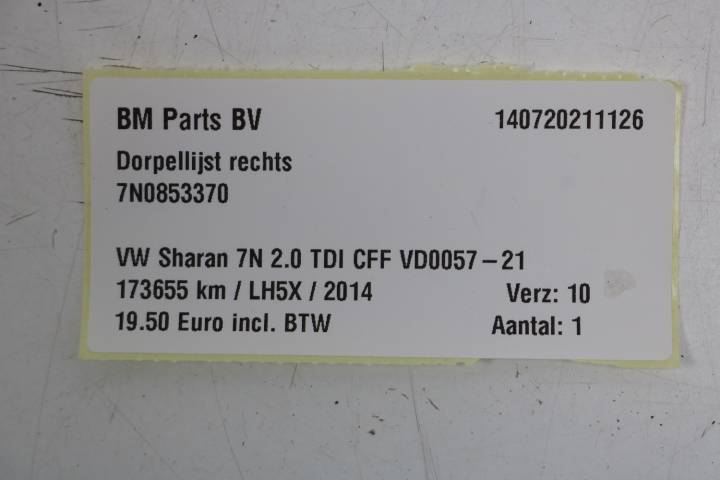 BM Parts BV 140720211126
Dorpellijst rechts
7N0853370
VW Sharan 7N 2.0 TDI CFF VD0057-21
173655 km / LH5X / 2014 Verz: 10
19.50 Euro incl. BTW Aantal: 1